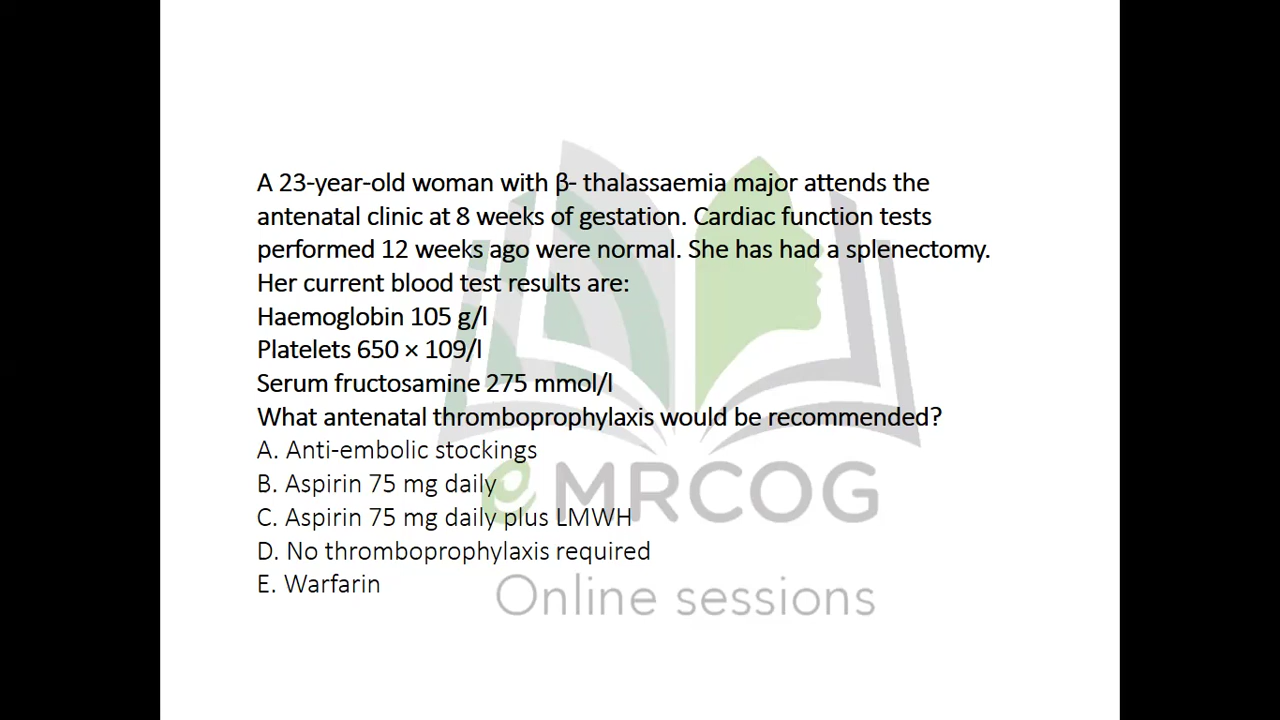 A 23-year-old woman with β- thalassaemia major attends the
antenatal clinic at 8 weeks of gestation. Cardiac function tests
performed 12 weeks ago were normal. She has had a splenectomy.
Her current blood test results are:
Haemoglobin 105 g/l
Platelets 650 × 109/l
Serum fructosamine 275 mmol/l
What antenatal thromboprophylaxis would be recommended?
A. Anti-embolic stockings
B. Aspirin 75 mg daily
C. Aspirin 75 mg daily plus LMWH
D. No thromboprophylaxis required
E. Warfarin
eMRCOG
Online sessions